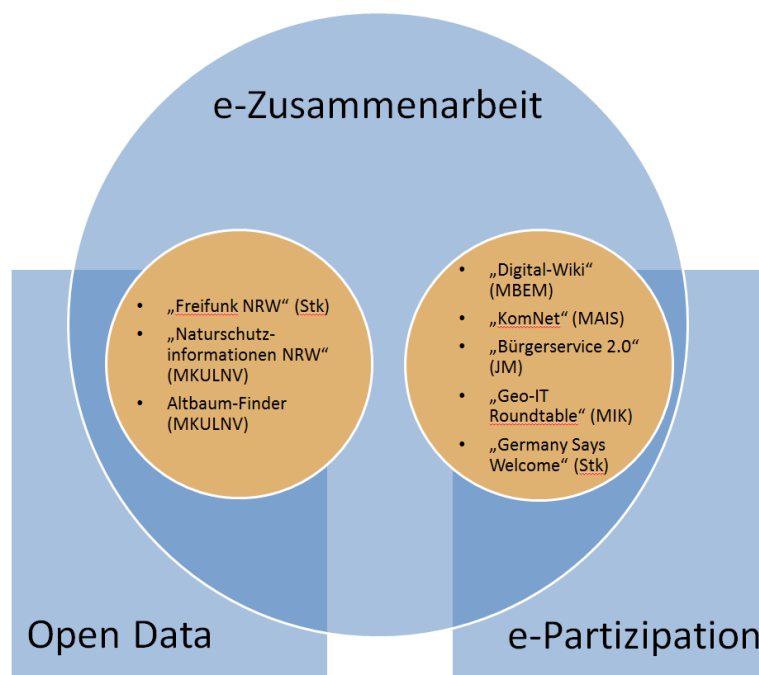 e-Zusammenarbeit
• „Freifunk NRW“ (Stk)
• „Naturschutz-
informationen NRW“
(MKULNV)
• Altbaum-Finder
(MKULNV)
• „Digital-Wiki“
(MBEM)
• „KomNet“ (MAIS)
• „Bürgerservice 2.0“
(JM)
• „Geo-IT
Roundtable“ (MIK)
• „Germany Says
Welcome“ (Stk)
Open Data
e-Partizipation